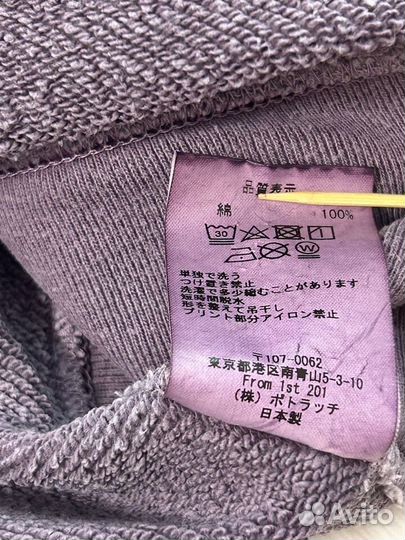 品質表示
綿 100%
30
W
単独で洗う
つけ置き禁止
洗濯で多少縮むことがあります
短時間脱水
形を整えて吊干し
プリント部分アイロン禁止
〒107-0062
東京都港区南青山5-3-10
From 1st 201
(株) ポトラッチ
日本製
Avito